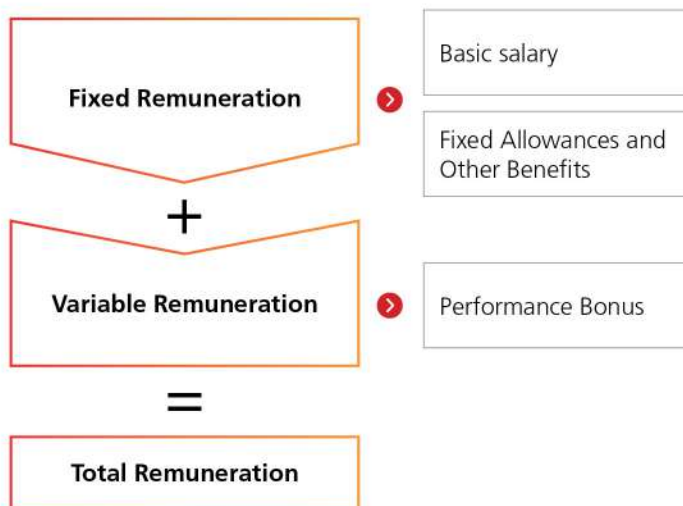 Fixed Remuneration
Basic salary
Fixed Allowances and
Other Benefits
+
Variable Remuneration
Performance Bonus
=
Total Remuneration